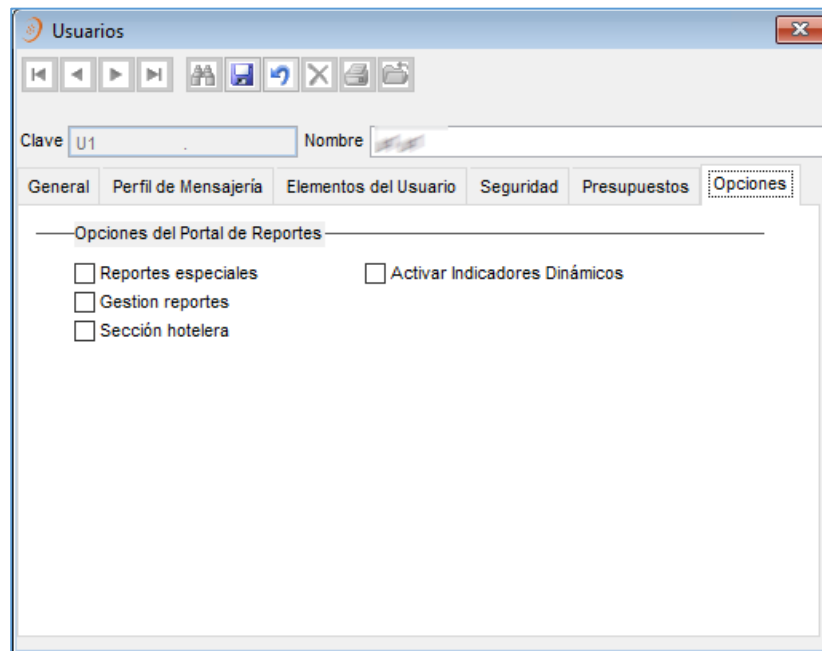 Usuarios
Clave U1 . Nombre
General Perfil de Mensajería Elementos del Usuario Seguridad Presupuestos Opciones
Opciones del Portal de Reportes
Reportes especiales Activar Indicadores Dinámicos
Gestion reportes
Sección hotelera